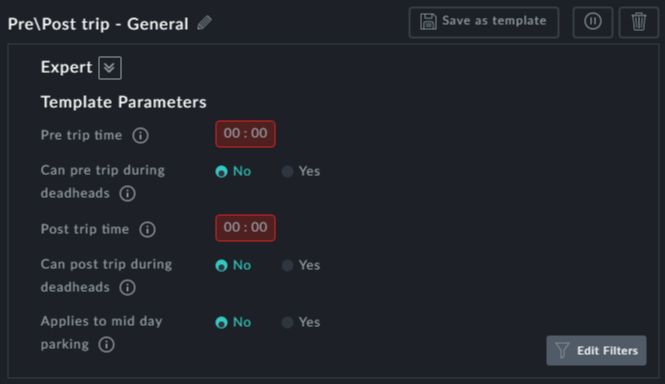 Pre\Post trip - General
Save as template
Expert
Template Parameters
Pre trip time
00 : 00
Can pre trip during
deadheads
No
Yes
Post trip time
00 : 00
Can post trip during
deadheads
No
Yes
Applies to mid day
parking
No
Yes
Edit Filters